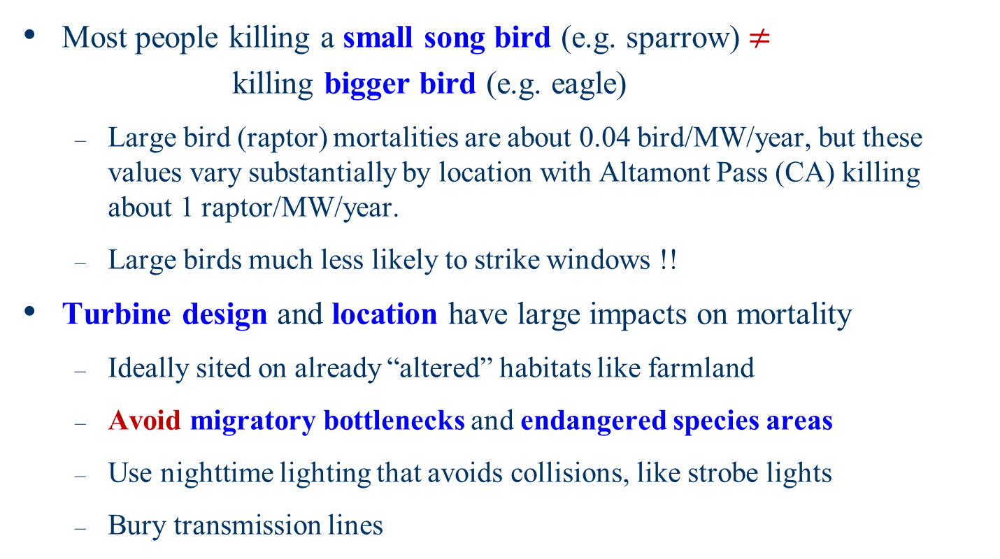 • Most people killing a small song bird (e.g. sparrow) ≠
killing bigger bird (e.g. eagle)
– Large bird (raptor) mortalities are about 0.04 bird/MW/year, but these
values vary substantially by location with Altamont Pass (CA) killing
about 1 raptor/MW/year.
– Large birds much less likely to strike windows !!
• Turbine design and location have large impacts on mortality
– Ideally sited on already “altered” habitats like farmland
– Avoid migratory bottlenecks and endangered species areas
– Use nighttime lighting that avoids collisions, like strobe lights
– Bury transmission lines